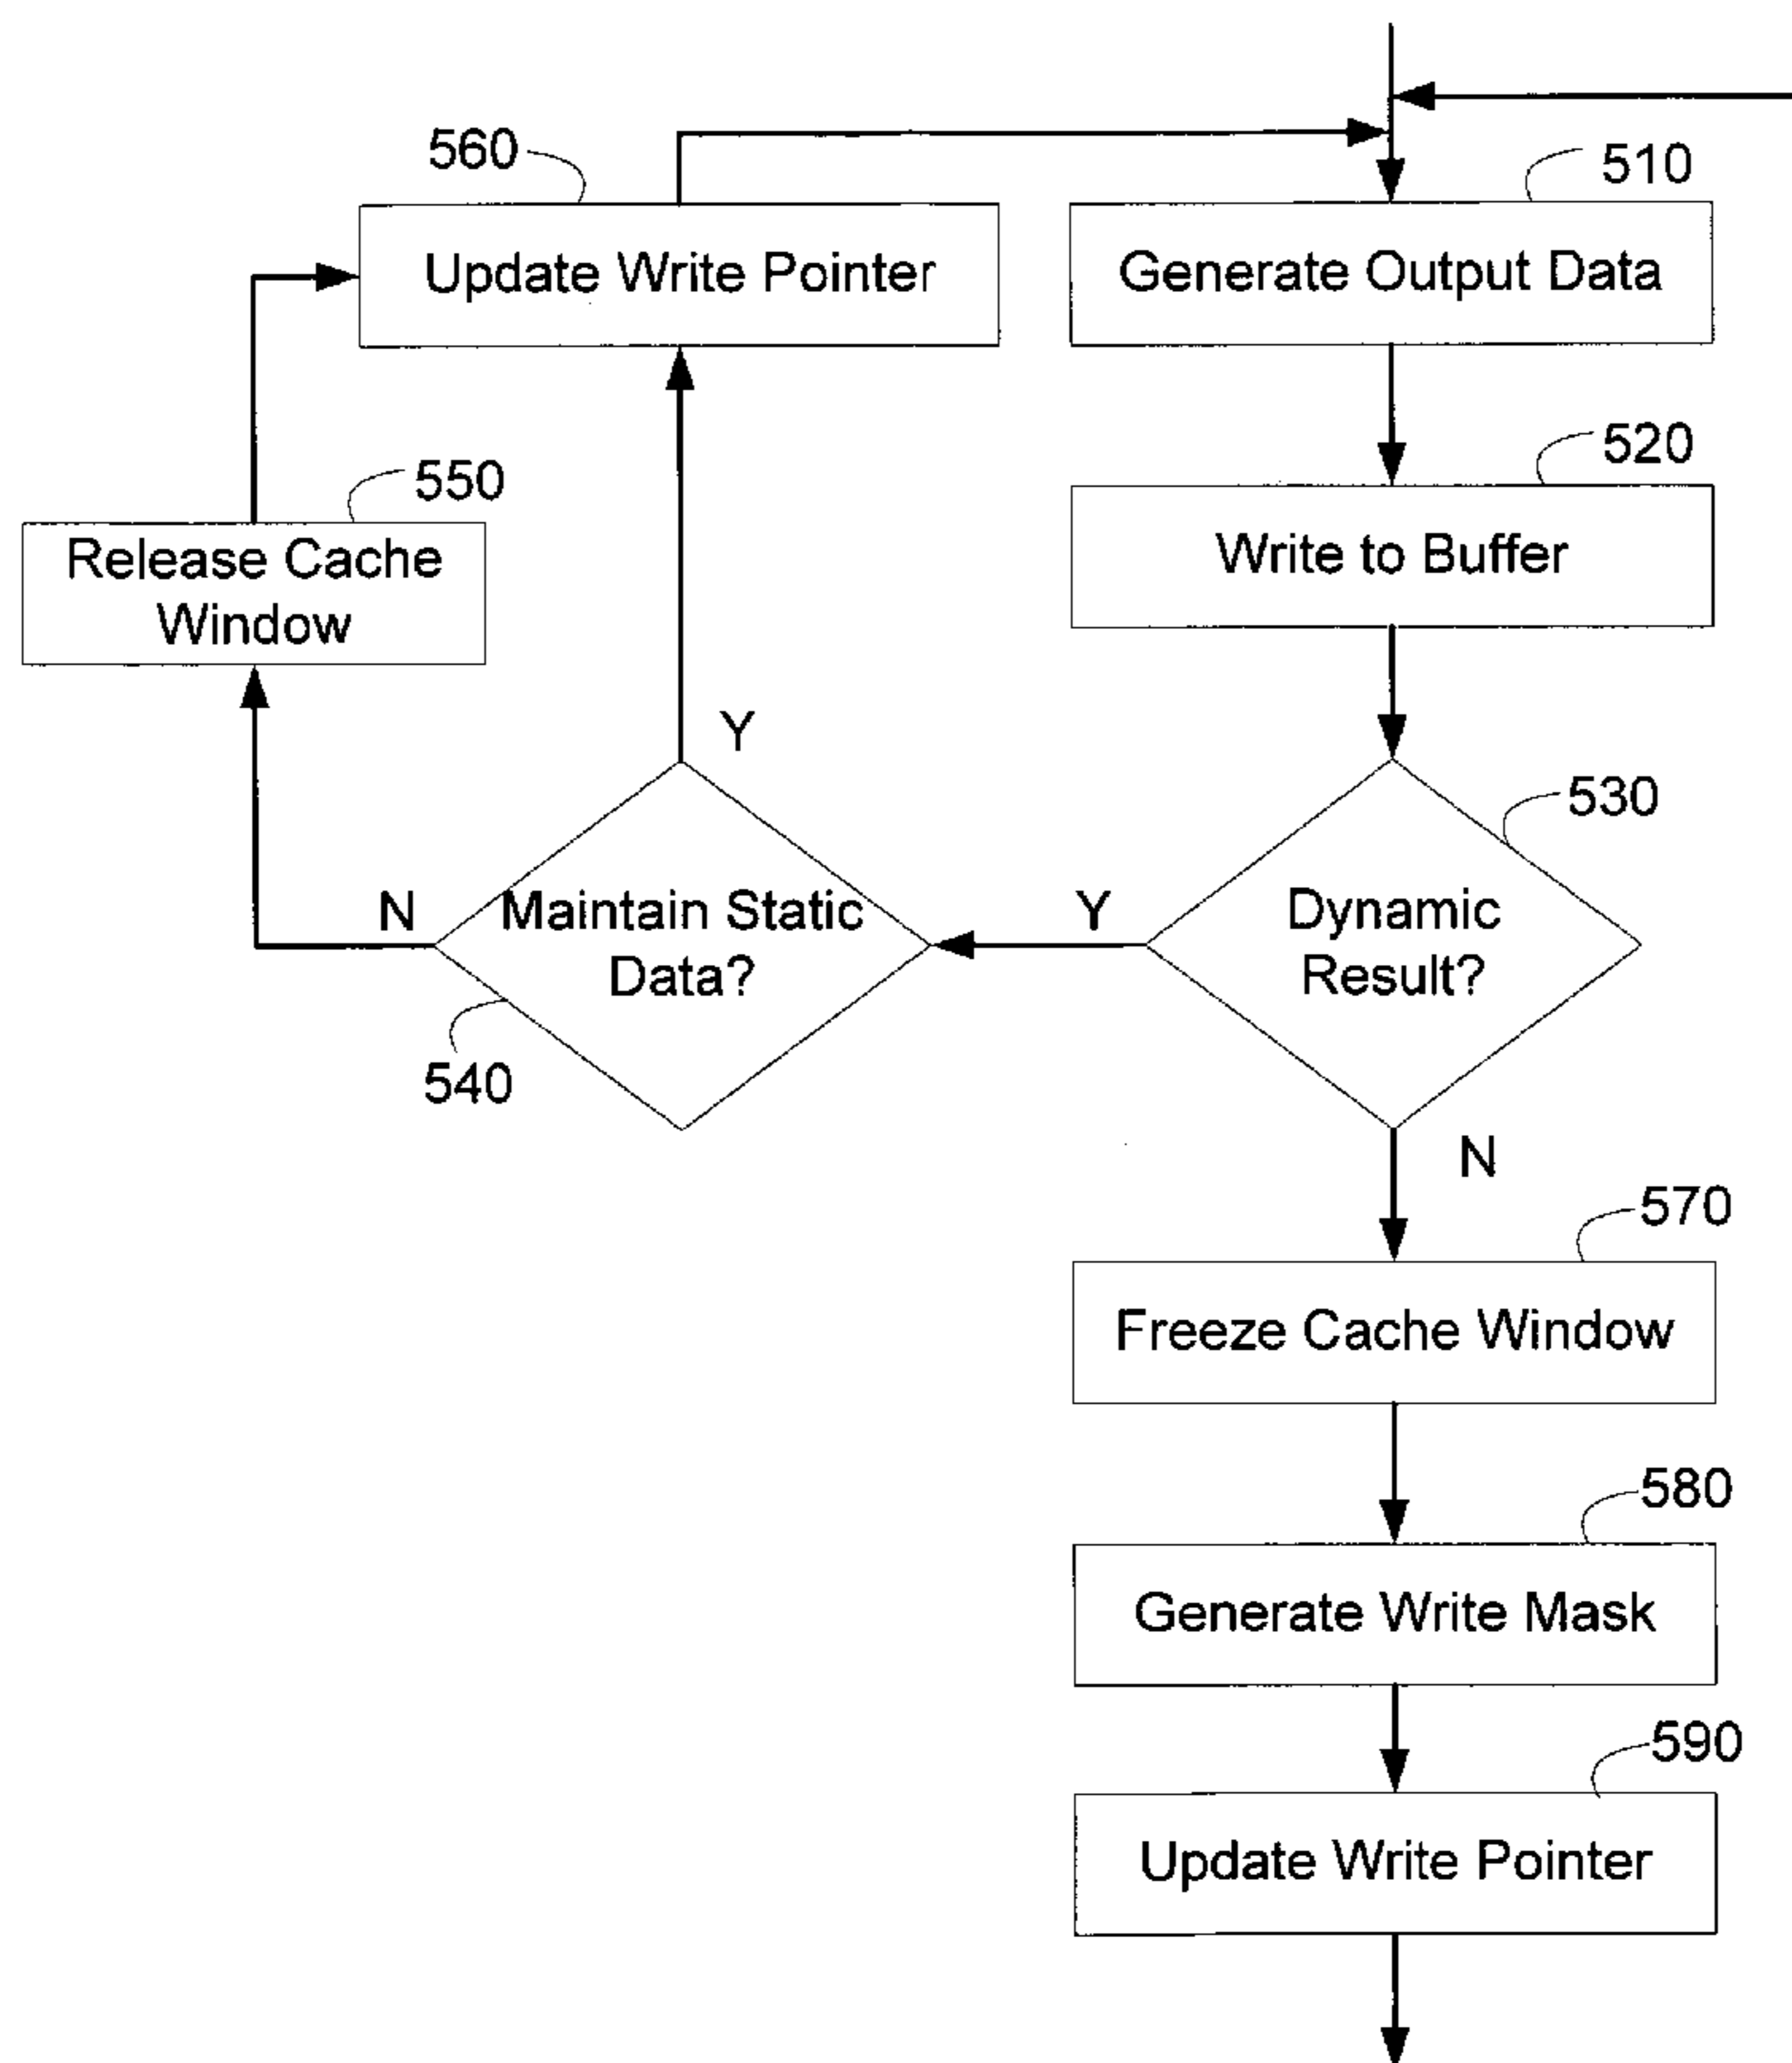 560
510
Update Write Pointer
Generate Output Data
520
550
Write to Buffer
Release Cache
Window
Y
530
N
Maintain Static
Data?
Y
Dynamic
Result?
540
N
570
Freeze Cache Window
580
Generate Write Mask
590
Update Write Pointer